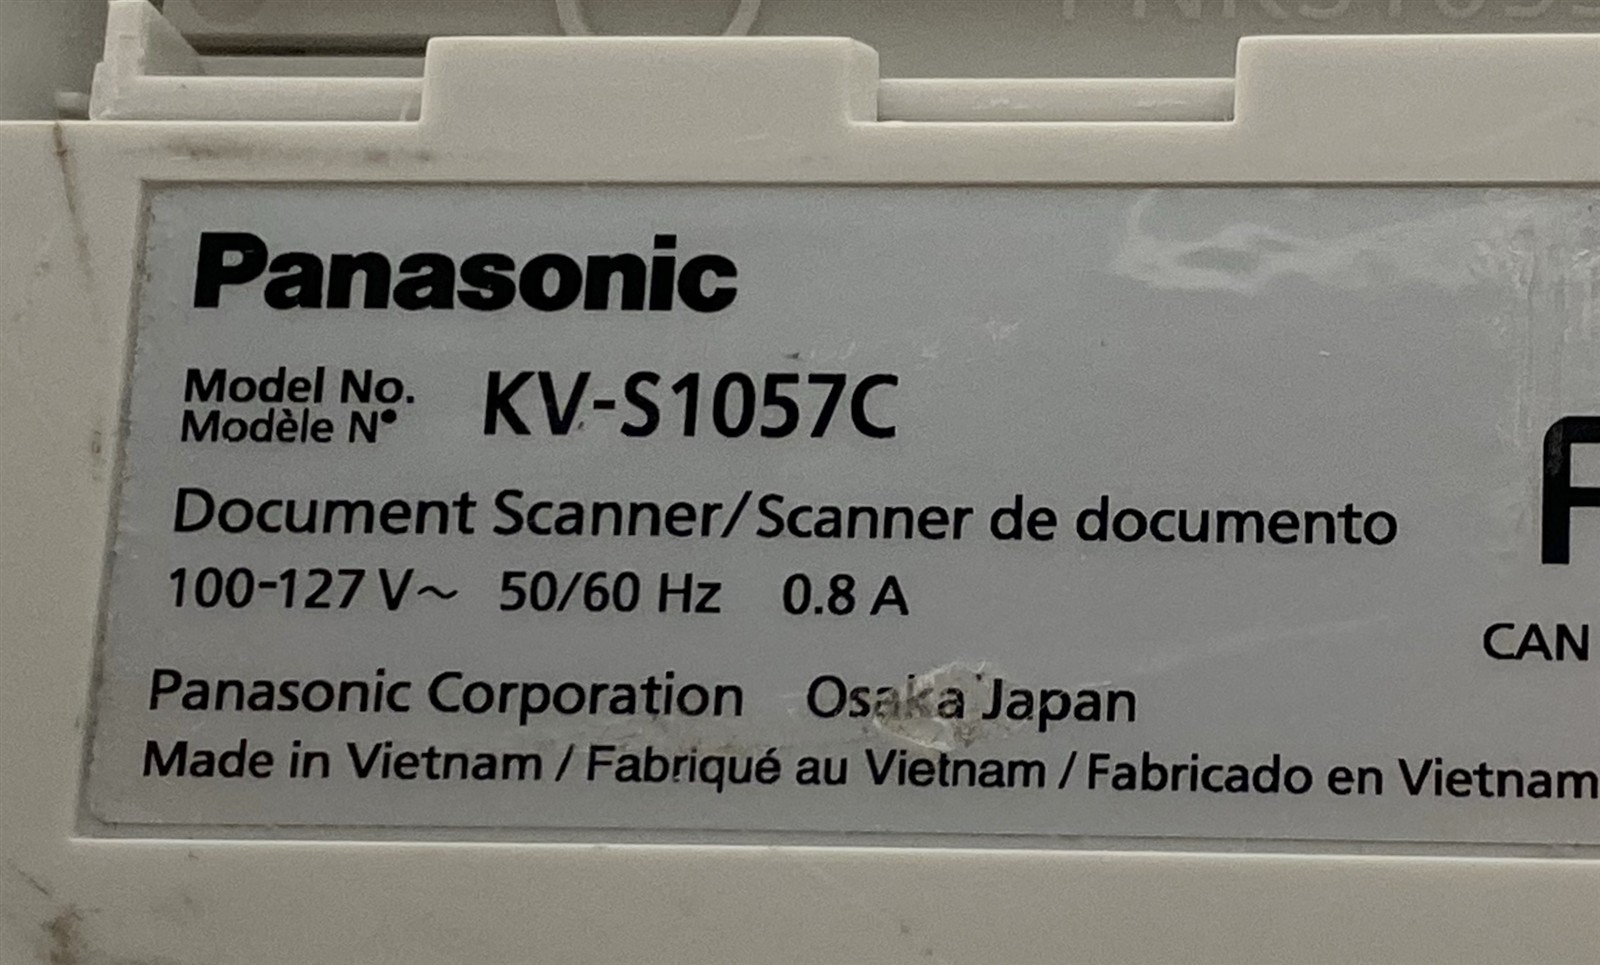 Panasonic
Model No. KV-S1057C
Modèle N°
Document Scanner/Scanner de documento
100-127 V~ 50/60 Hz 0.8 A
CAN
Panasonic Corporation Osaka Japan
Made in Vietnam / Fabriqué au Vietnam / Fabricado en Vietnam